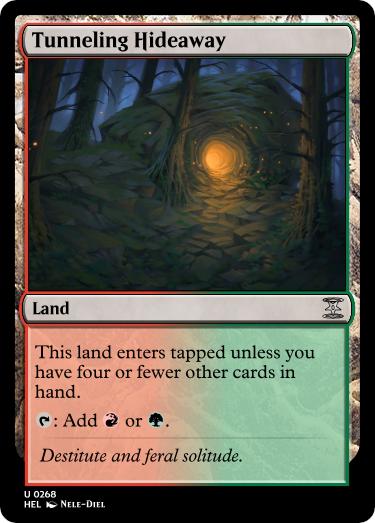 Tunneling Hideaway
Land
This land enters tapped unless you
have four or fewer other cards in
hand.
: Add or .
Destitute and feral solitude.
U 0268
HEL Nele-Diel